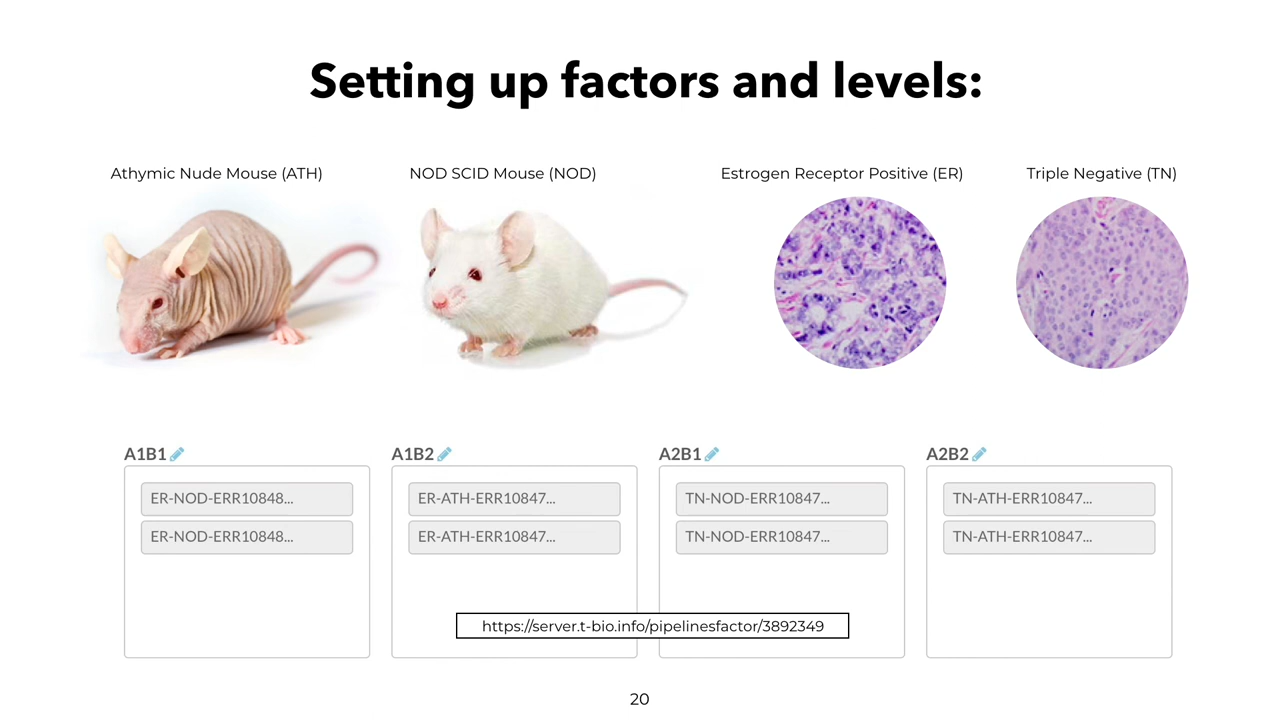 Setting up factors and levels:
Athymic Nude Mouse (ATH)
NOD SCID Mouse (NOD)
Estrogen Receptor Positive (ER)
Triple Negative (TN)
A1B1
ER-NOD-ERR10848...
ER-NOD-ERR10848...
A1B2
ER-ATH-ERR10847...
ER-ATH-ERR10847...
A2B1
TN-NOD-ERR10847...
TN-NOD-ERR10847...
A2B2
TN-ATH-ERR10847...
TN-ATH-ERR10847...
https://server.t-bio.info/pipelinesfactor/3892349
20